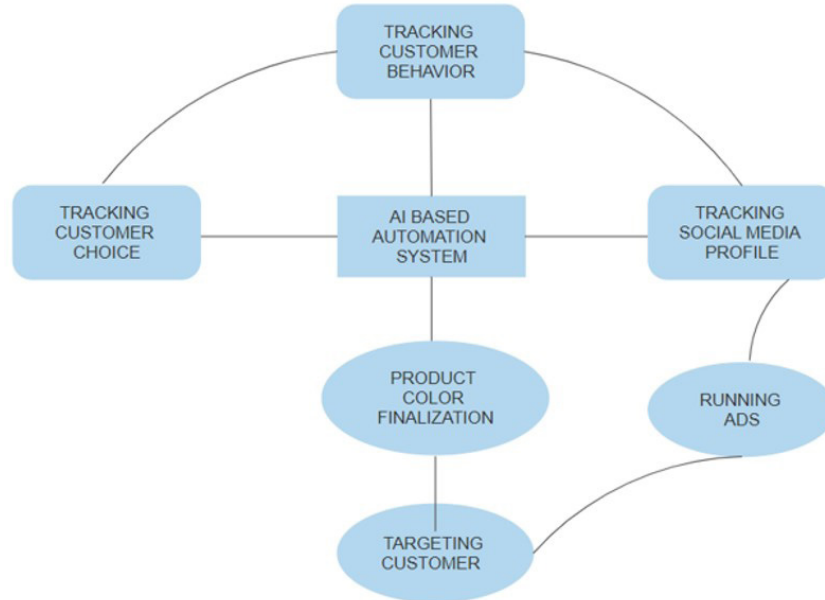 TRACKING
CUSTOMER
BEHAVIOR
TRACKING
CUSTOMER
CHOICE
AI BASED
AUTOMATION
SYSTEM
TRACKING
SOCIAL MEDIA
PROFILE
PRODUCT
COLOR
FINALIZATION
RUNNING
ADS
TARGETING
CUSTOMER